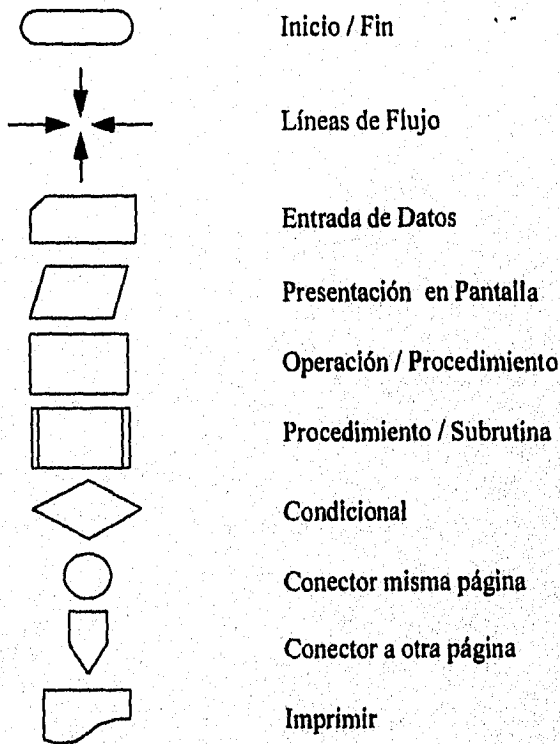 Inicio / Fin
Líneas de Flujo
Entrada de Datos
Presentación en Pantalla
Operación / Procedimiento
Procedimiento / Subrutina
Condicional
Conector misma página
Conector a otra página
Imprimir